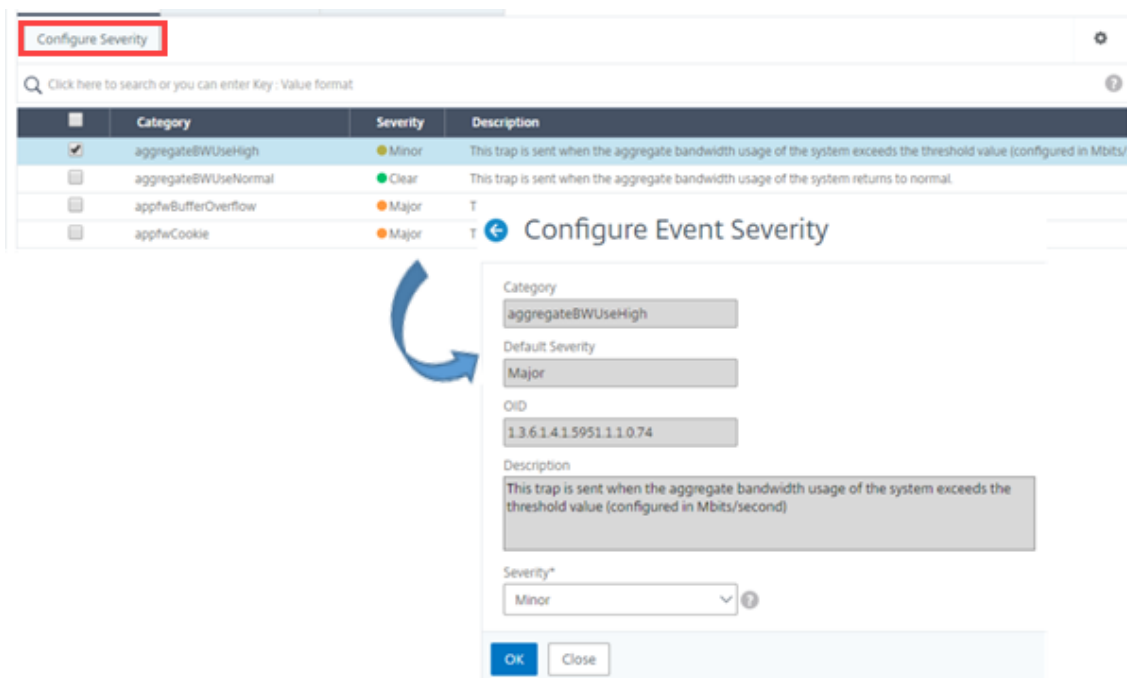 Configure Severity
Click here to search or you can enter Key : Value format
Category Severity Description
aggregateBWUseHigh Minor This trap is sent when the aggregate bandwidth usage of the system exceeds the threshold value (configured in Mbits/
aggregateBWUseNormal Clear This trap is sent when the aggregate bandwidth usage of the system returns to normal.
appfwBufferOverflow Major T
appfwCookie Major T
Configure Event Severity
Category
aggregateBWUseHigh
Default Severity
Major
OID
1.3.6.1.4.1.5951.1.1.0.74
Description
This trap is sent when the aggregate bandwidth usage of the system exceeds the
threshold value (configured in Mbits/second)
Severity*
Minor
OK Close